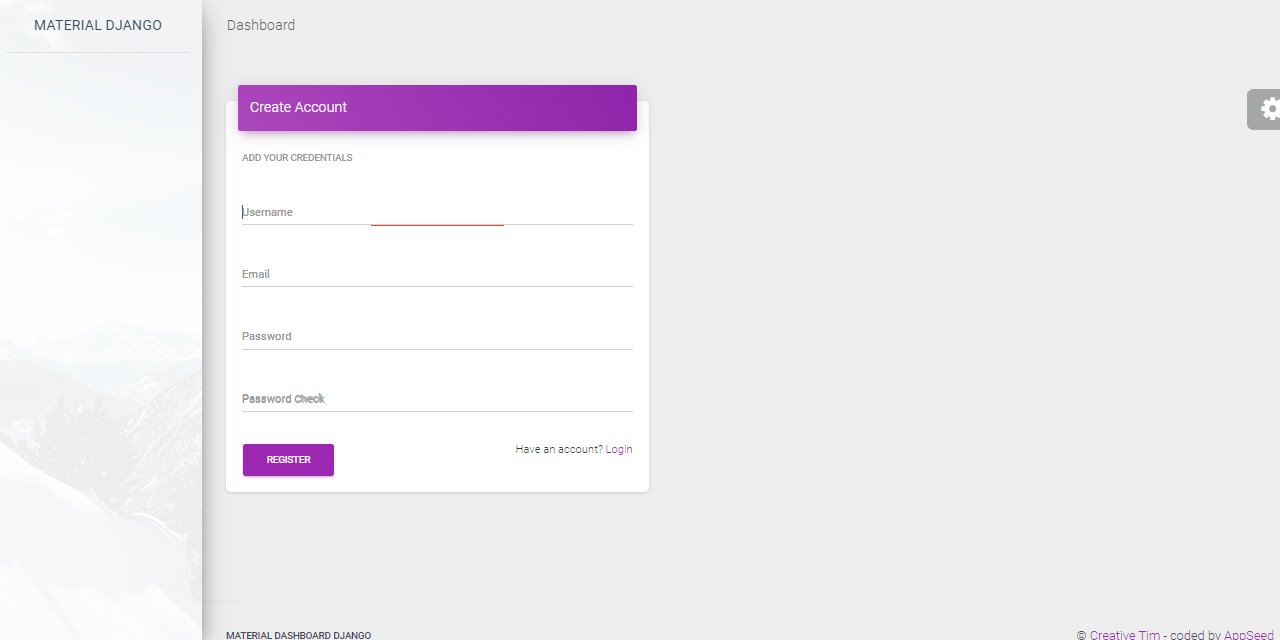 MATERIAL DJANGO
Dashboard
Create Account
ADD YOUR CREDENTIALS
Username
Email
Password
Password Check
REGISTER
Have an account? Login
MATERIAL DASHBOARD DJANGO
© Creative Tim - coded by AppSeed